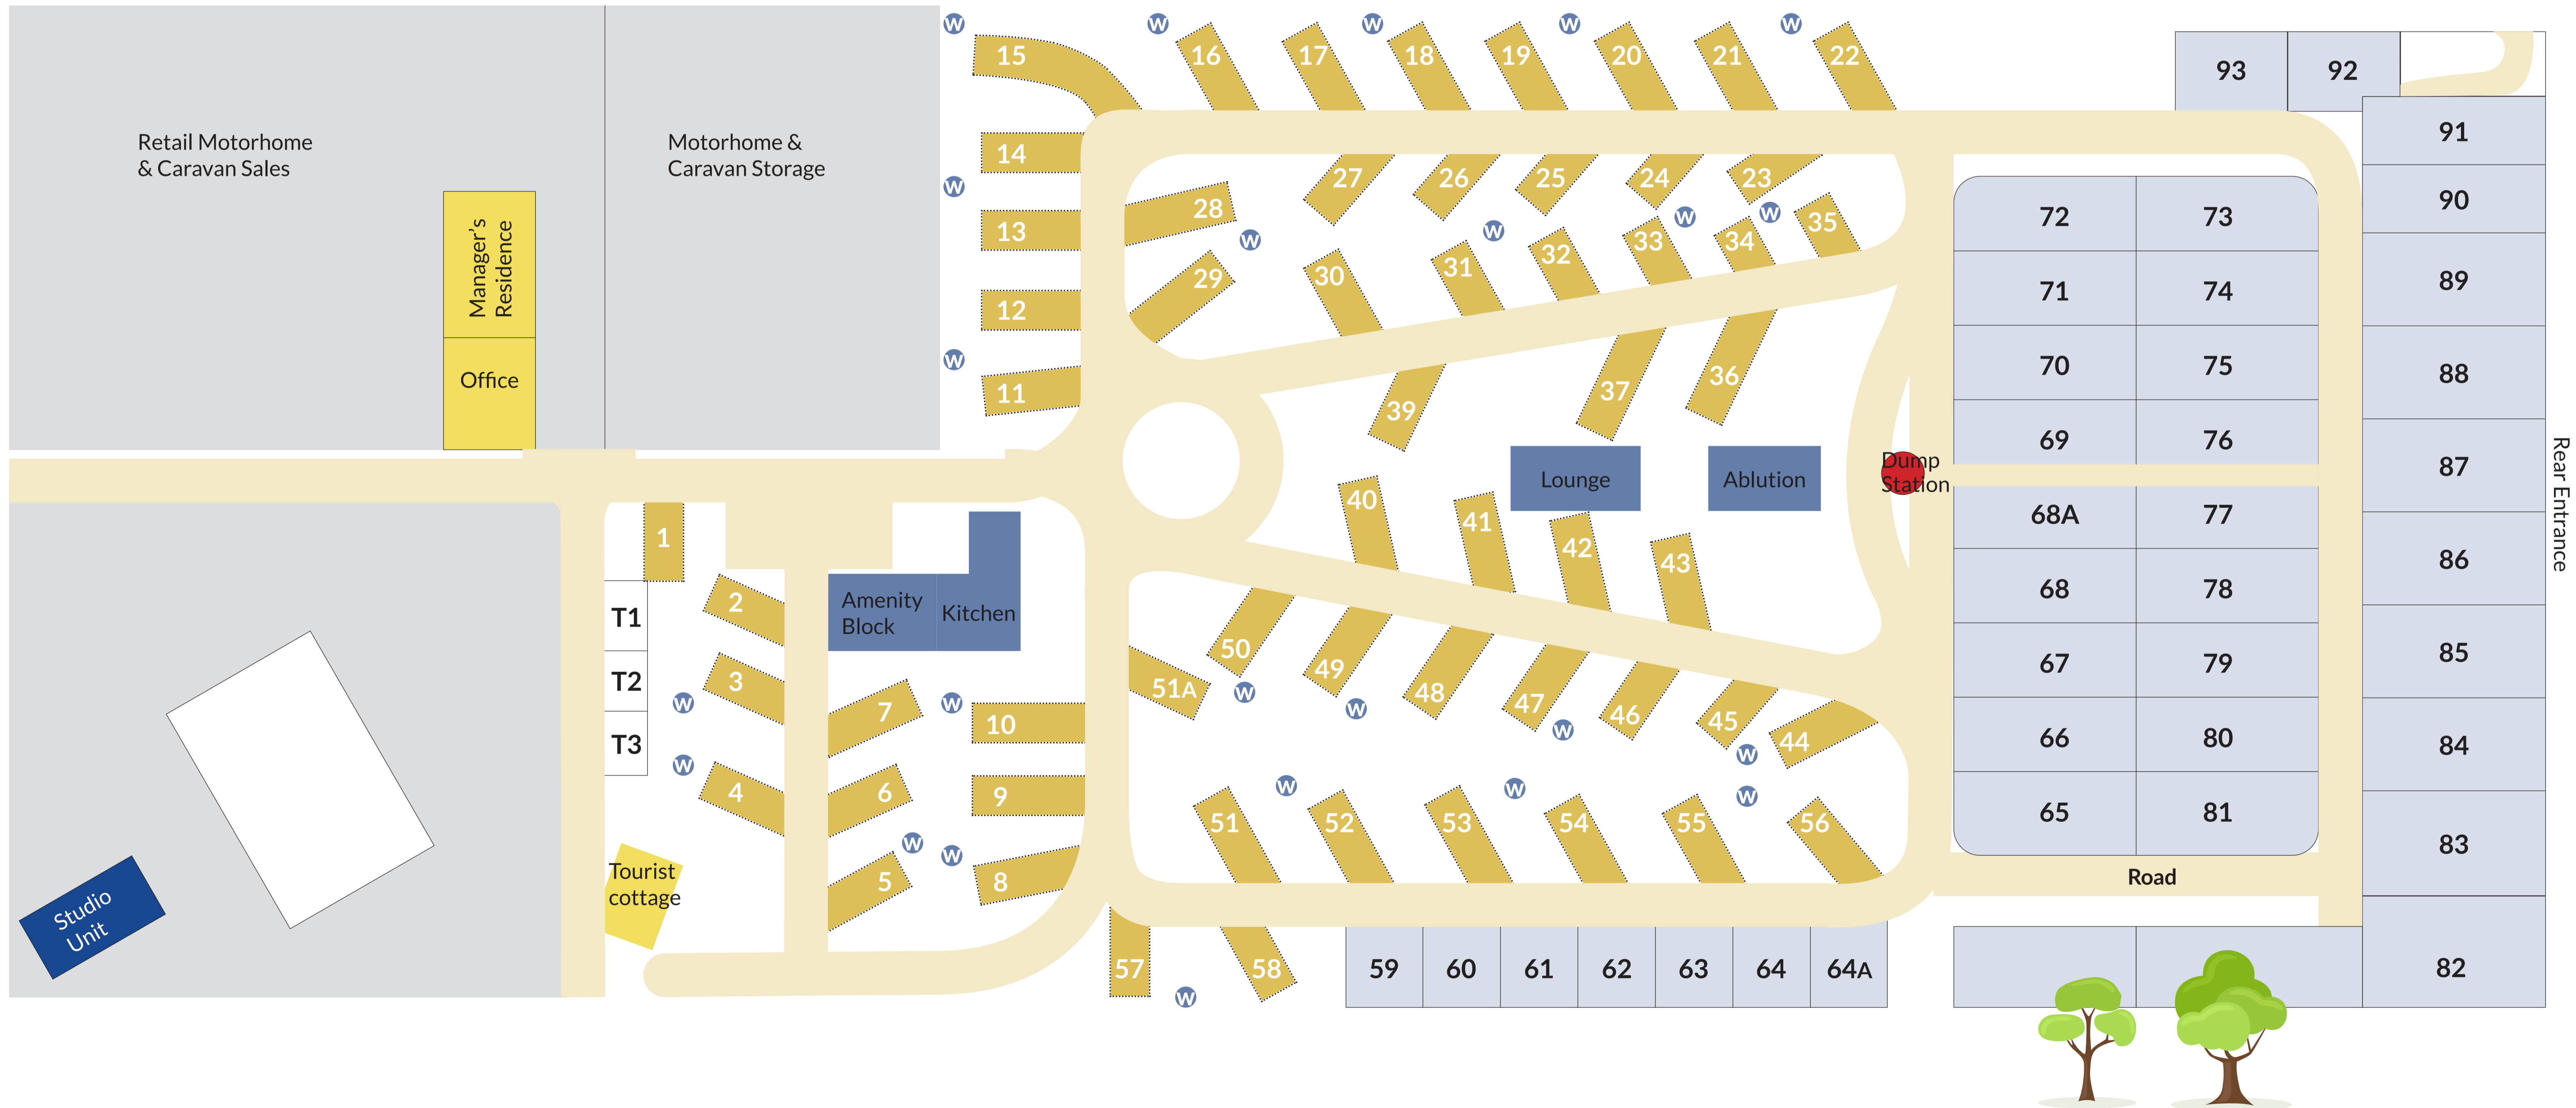 W
W
W
W
W
15
16
17
18
19
20
21
22
93
92
91
Retail Motorhome
& Caravan Sales
Motorhome &
Caravan Storage
14
W
27
26
25
24
23
28
W
W
W
W
13
72
73
90
35
33
34
32
31
30
29
Manager's
Residence
12
71
74
89
W
11
Office
39
37
36
70
75
88
69
76
87
Rear Entrance
Lounge
Ablution
Dump
Station
40
41
42
43
68A
77
86
1
T1
2
Amenity
Block
Kitchen
50
49
48
47
46
45
44
51A
W
W
W
W
68
78
85
T2
3
W
7
W
10
67
79
T3
W
4
6
9
W
W
W
66
80
84
51
52
53
54
55
56
65
81
83
W
W
5
8
Tourist
cottage
Studio
Unit
Road
57
58
W
59
60
61
62
63
64
64A
82